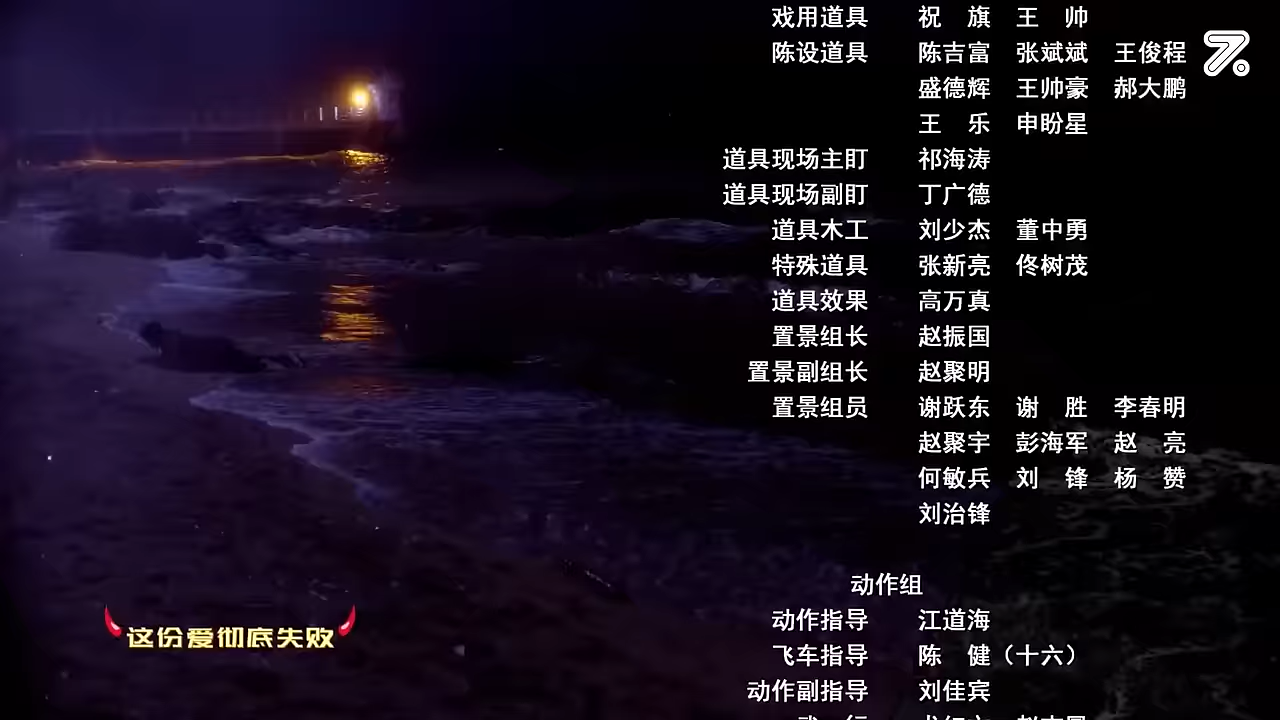 戏用道具 祝 旗 王 帅
陈设道具 陈吉富 张斌斌 王俊程
盛德辉 王帅豪 郝大鹏
王 乐 申盼星
道具现场主盯 祁海涛
道具现场副盯 丁广德
道具木工 刘少杰 董中勇
特殊道具 张新亮 佟树茂
道具效果 高万真
置景组长 赵振国
置景副组长 赵聚明
置景组员 谢跃东 谢 胜 李春明
赵聚宇 彭海军 赵 亮
何敏兵 刘 锋 杨 赞
刘治锋
动作组
动作指导 江道海
飞车指导 陈 健（十六）
动作副指导 刘佳宾
这份爱彻底失败